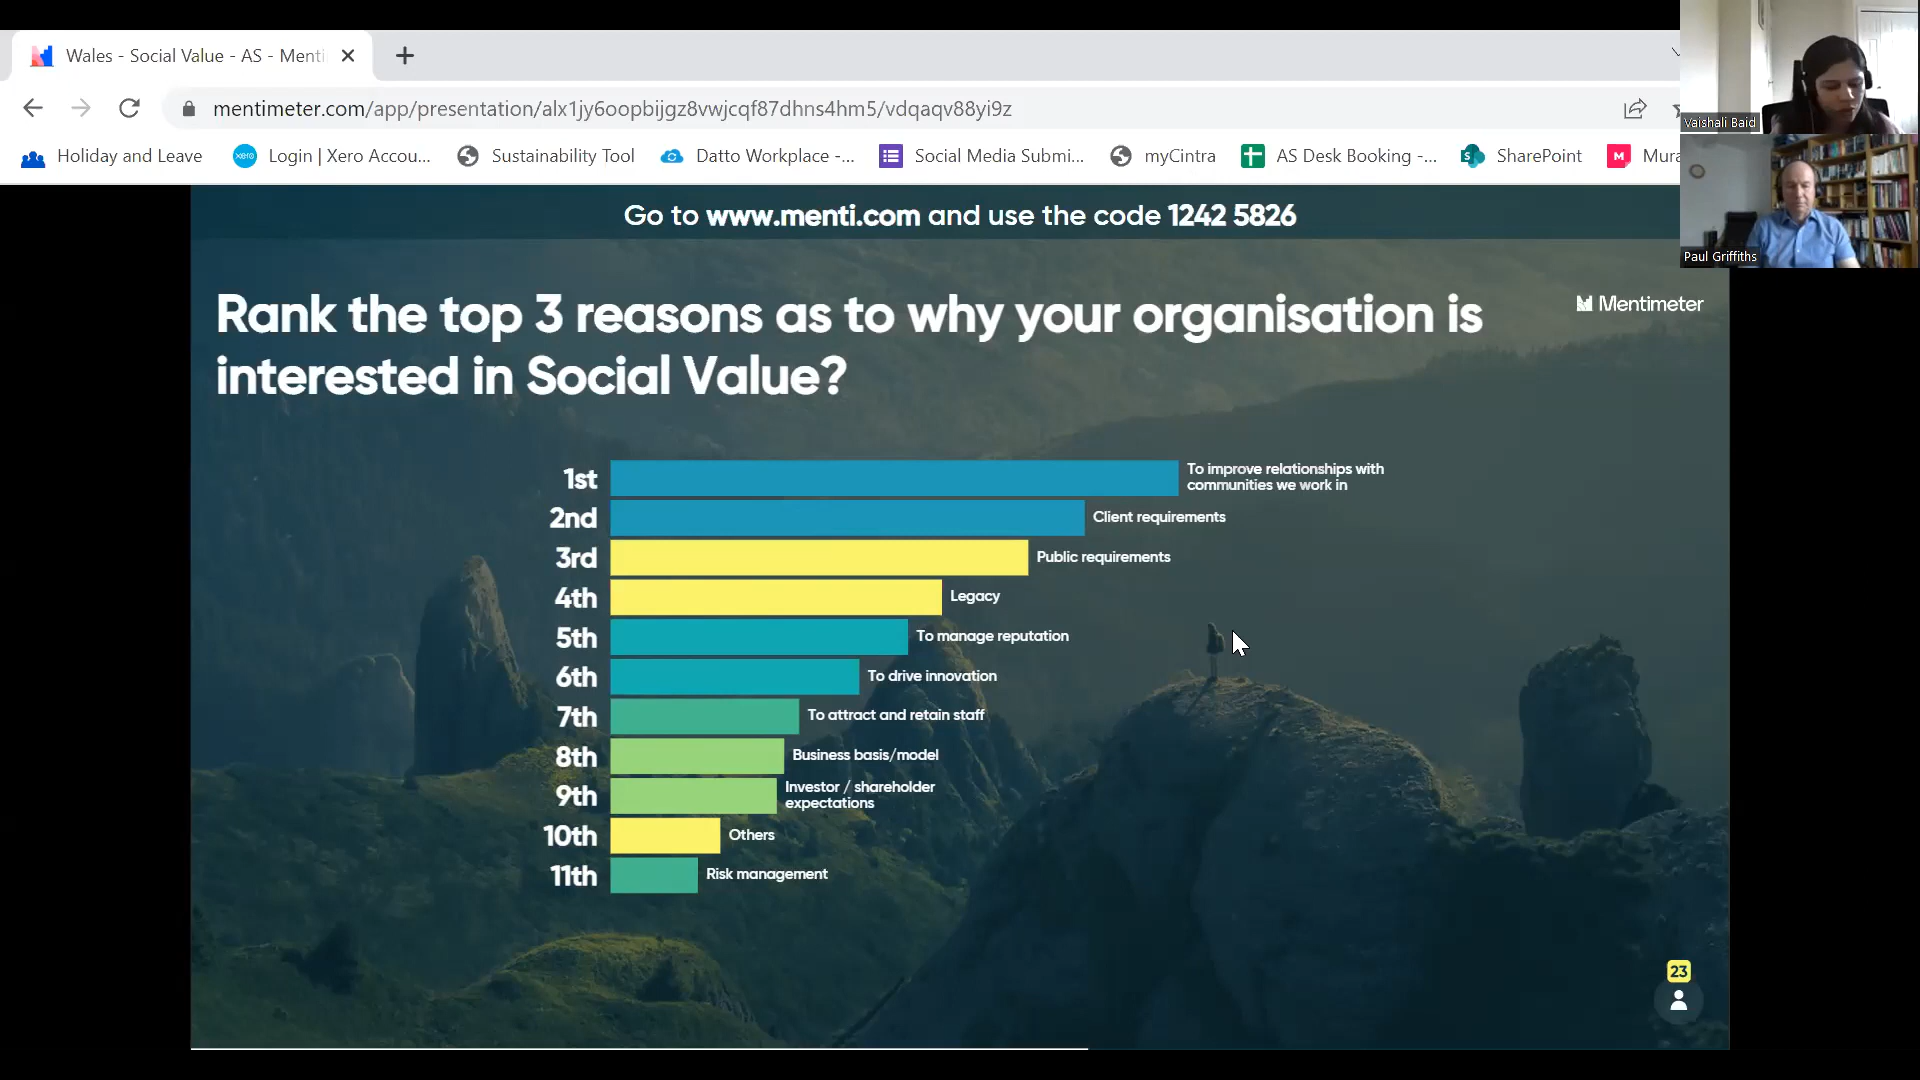 Wales - Social Value - AS - Menti
mentimeter.com/app/presentation/alx1jy6oopbijgz8vwjcqf87dhns4hm5/vdqaqv88yi9z
Holiday and Leave
xero
Login | Xero Accou...
Sustainability Tool
Datto Workplace -...
Social Media Submi...
myCintra
AS Desk Booking -...
S
SharePoint
M
Mura
Vaishali Baid
Paul Griffiths
Go to www.menti.com and use the code 1242 5826
Rank the top 3 reasons as to why your organisation is
interested in Social Value?
Mentimeter
1st
To improve relationships with
communities we work in
2nd
Client requirements
3rd
Public requirements
4th
Legacy
5th
To manage reputation
6th
To drive innovation
7th
To attract and retain staff
8th
Business basis/model
9th
Investor / shareholder
expectations
10th
Others
11th
Risk management
23